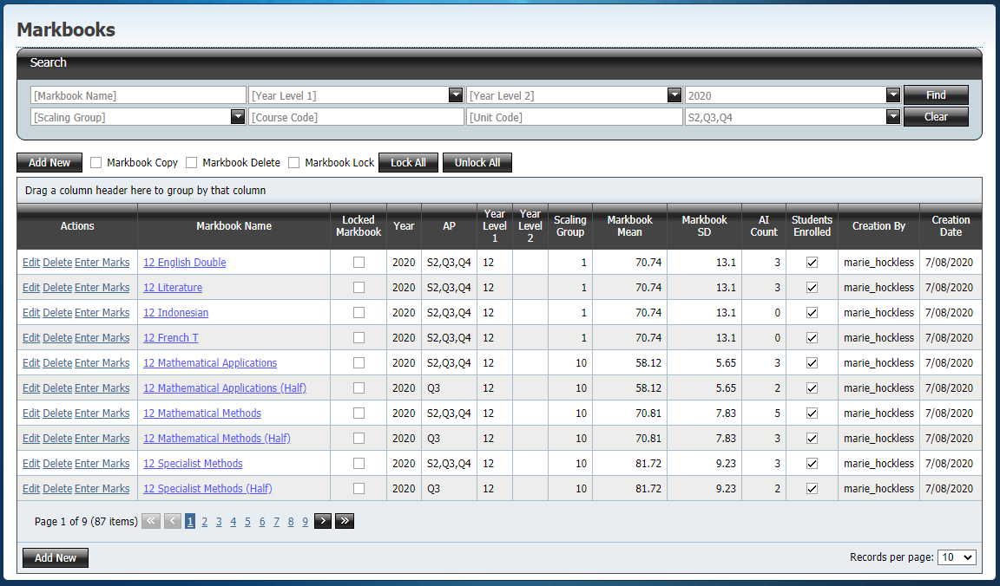 Markbooks
Search
[Markbook Name] [Year Level 1] [Year Level 2] 2020 Find
[Scaling Group] [Course Code] [Unit Code] S2,Q3,Q4 Clear
Add New Markbook Copy Markbook Delete Markbook Lock Lock All Unlock All
Drag a column header here to group by that column
Actions Markbook Name Locked Markbook Year AP Year Level 1 Year Level 2 Scaling Group Markbook Mean Markbook SD AI Count Students Enrolled Creation By Creation Date
Edit Delete Enter Marks 12 English Double 2020 S2,Q3,Q4 12 1 70.74 13.1 3 marie_hockless 7/08/2020
Edit Delete Enter Marks 12 Literature 2020 S2,Q3,Q4 12 1 70.74 13.1 3 marie_hockless 7/08/2020
Edit Delete Enter Marks 12 Indonesian 2020 S2,Q3,Q4 12 1 70.74 13.1 0 marie_hockless 7/08/2020
Edit Delete Enter Marks 12 French T 2020 S2,Q3,Q4 12 1 70.74 13.1 0 marie_hockless 7/08/2020
Edit Delete Enter Marks 12 Mathematical Applications 2020 S2,Q3,Q4 12 10 58.12 5.65 3 marie_hockless 7/08/2020
Edit Delete Enter Marks 12 Mathematical Applications (Half) 2020 Q3 12 10 58.12 5.65 2 marie_hockless 7/08/2020
Edit Delete Enter Marks 12 Mathematical Methods 2020 S2,Q3,Q4 12 10 70.81 7.83 5 marie_hockless 7/08/2020
Edit Delete Enter Marks 12 Mathematical Methods (Half) 2020 Q3 12 10 70.81 7.83 3 marie_hockless 7/08/2020
Edit Delete Enter Marks 12 Specialist Methods 2020 S2,Q3,Q4 12 10 81.72 9.23 3 marie_hockless 7/08/2020
Edit Delete Enter Marks 12 Specialist Methods (Half) 2020 Q3 12 10 81.72 9.23 2 marie_hockless 7/08/2020
Page 1 of 9 (87 items) 1 2 3 4 5 6 7 8 9
Add New Records per page: 10